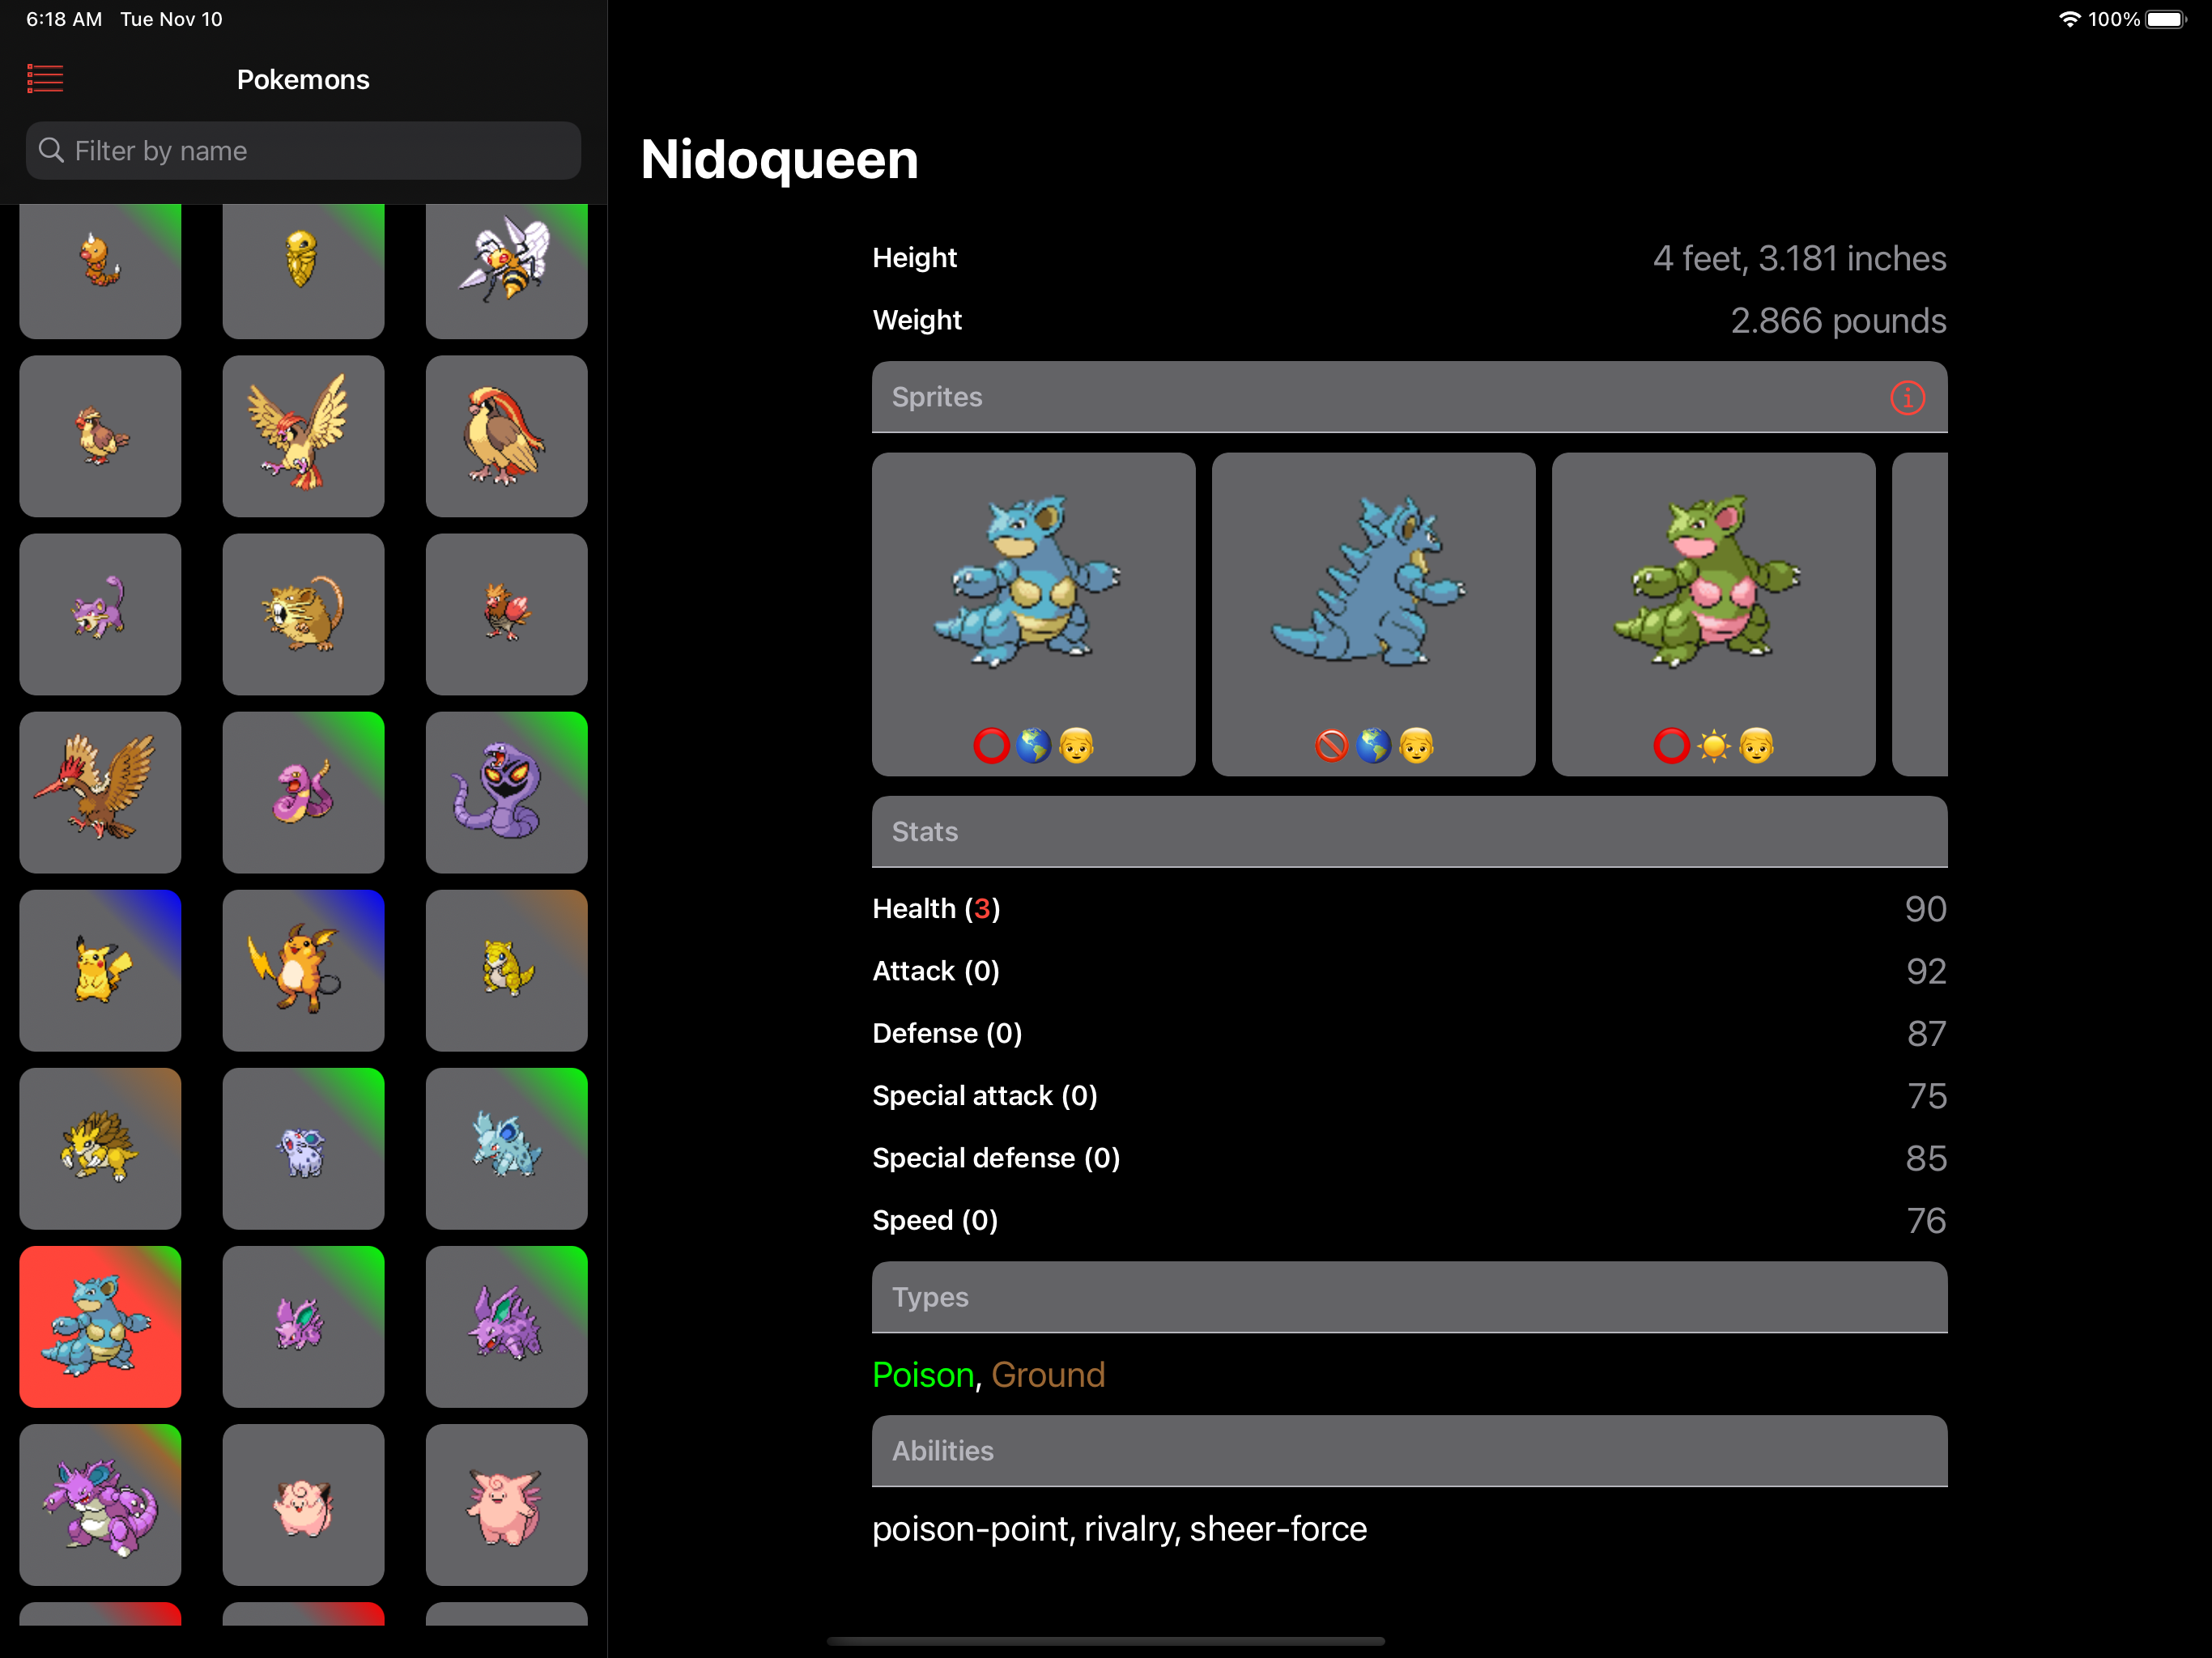 6:18 AM Tue Nov 10
100%
Pokemons
Filter by name
Nidoqueen
Height 4 feet, 3.181 inches
Weight 2.866 pounds
Sprites
Stats
Health (3) 90
Attack (0) 92
Defense (0) 87
Special attack (0) 75
Special defense (0) 85
Speed (0) 76
Types
Poison, Ground
Abilities
poison-point, rivalry, sheer-force